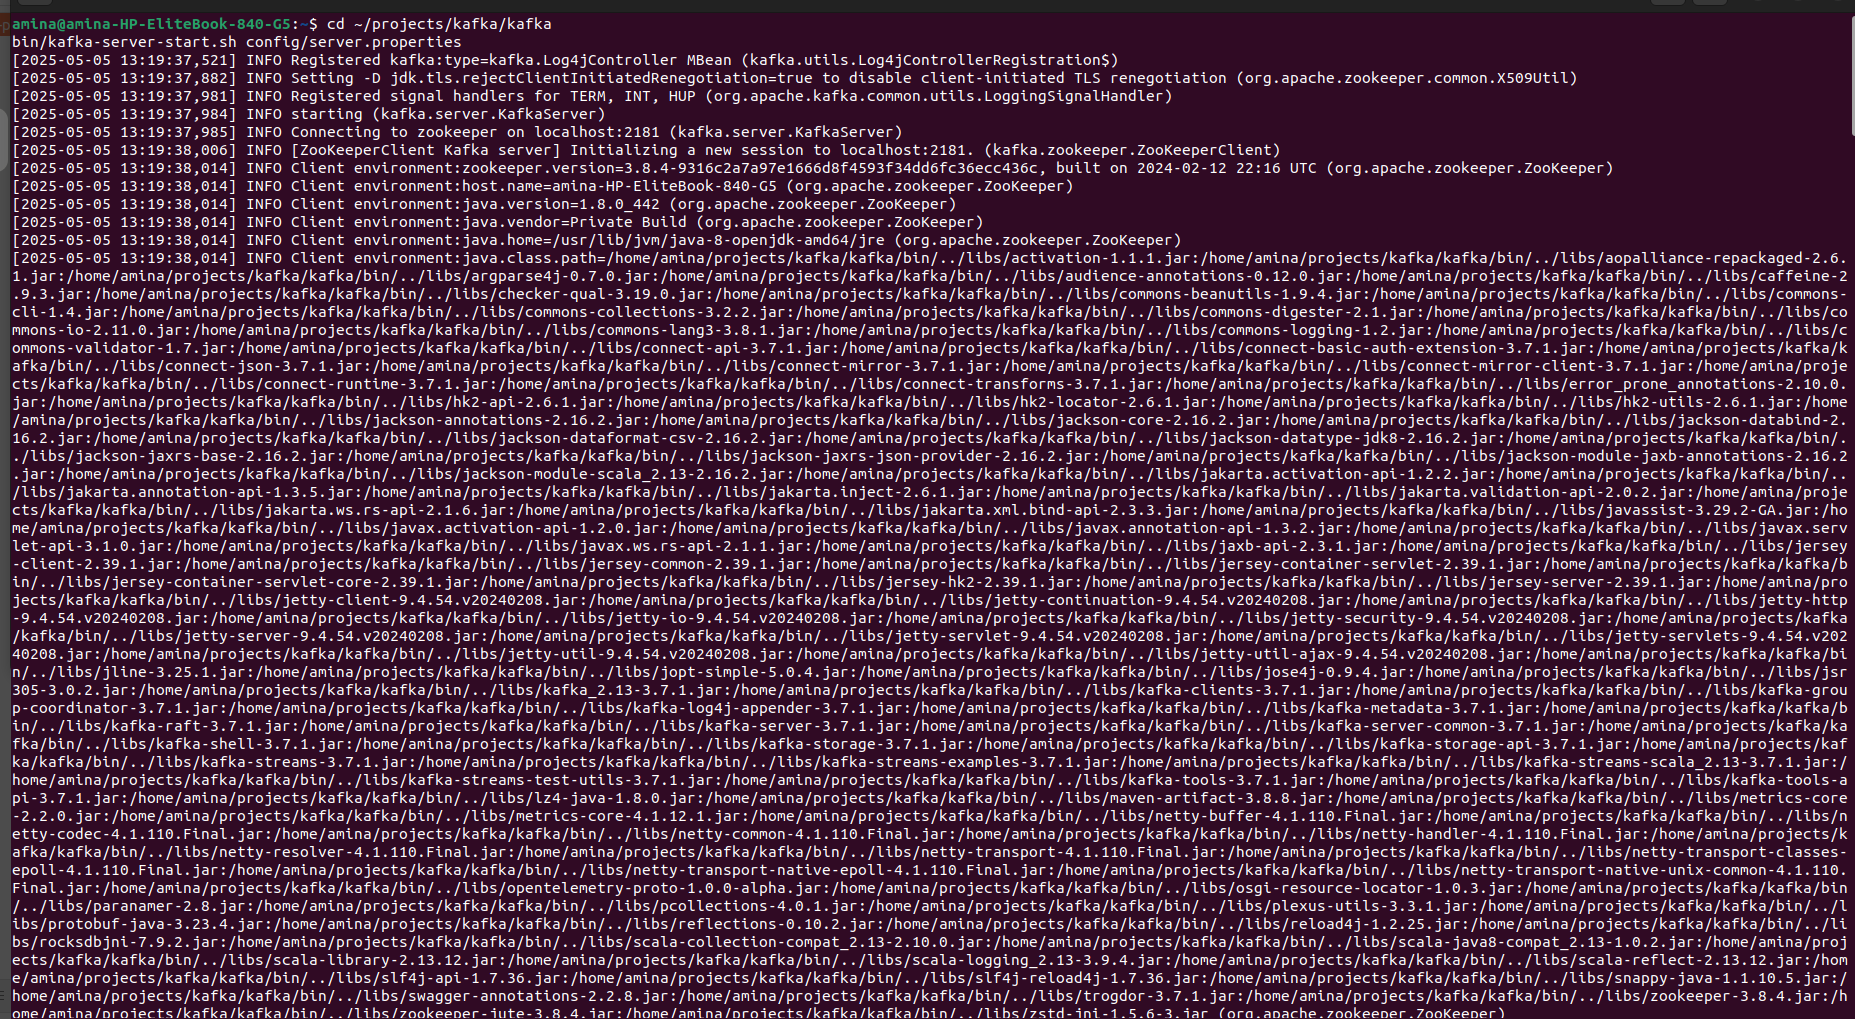 amina@amina-HP-EliteBook-840-G5:~$ cd ~/projects/kafka/kafka
bin/kafka-server-start.sh config/server.properties
[2025-05-05 13:19:37,521] INFO Registered kafka:type=kafka.Log4jController MBean (kafka.utils.Log4jControllerRegistration$)
[2025-05-05 13:19:37,882] INFO Setting -D jdk.tls.rejectClientInitiatedRenegotiation=true to disable client-initiated TLS renegotiation (org.apache.zookeeper.common.X509Util)
[2025-05-05 13:19:37,981] INFO Registered signal handlers for TERM, INT, HUP (org.apache.kafka.common.utils.LoggingSignalHandler)
[2025-05-05 13:19:37,984] INFO starting (kafka.server.KafkaServer)
[2025-05-05 13:19:37,985] INFO Connecting to zookeeper on localhost:2181 (kafka.server.KafkaServer)
[2025-05-05 13:19:38,006] INFO [ZooKeeperClient Kafka server] Initializing a new session to localhost:2181. (kafka.zookeeper.ZooKeeperClient)
[2025-05-05 13:19:38,014] INFO Client environment:zookeeper.version=3.8.4-9316c2a7a97e1666d8f4593f34dd6fc36ecc436c, built on 2024-02-12 22:16 UTC (org.apache.zookeeper.ZooKeeper)
[2025-05-05 13:19:38,014] INFO Client environment:host.name=amina-HP-EliteBook-840-G5 (org.apache.zookeeper.ZooKeeper)
[2025-05-05 13:19:38,014] INFO Client environment:java.version=1.8.0_442 (org.apache.zookeeper.ZooKeeper)
[2025-05-05 13:19:38,014] INFO Client environment:java.vendor=Private Build (org.apache.zookeeper.ZooKeeper)
[2025-05-05 13:19:38,014] INFO Client environment:java.home=/usr/lib/jvm/java-8-openjdk-amd64/jre (org.apache.zookeeper.ZooKeeper)
[2025-05-05 13:19:38,014] INFO Client environment:java.class.path=/home/amina/projects/kafka/kafka/bin/../libs/activation-1.1.1.jar:/home/amina/projects/kafka/kafka/bin/../libs/aopalliance-repackaged-2.6.
1.jar:/home/amina/projects/kafka/kafka/bin/../libs/argparse4j-0.7.0.jar:/home/amina/projects/kafka/kafka/bin/../libs/audience-annotations-0.12.0.jar:/home/amina/projects/kafka/kafka/bin/../libs/caffeine-2
.9.3.jar:/home/amina/projects/kafka/kafka/bin/../libs/checker-qual-3.19.0.jar:/home/amina/projects/kafka/kafka/bin/../libs/commons-beanutils-1.9.4.jar:/home/amina/projects/kafka/kafka/bin/../libs/commons-
cli-1.4.jar:/home/amina/projects/kafka/kafka/bin/../libs/commons-collections-3.2.2.jar:/home/amina/projects/kafka/kafka/bin/../libs/commons-digester-2.1.jar:/home/amina/projects/kafka/kafka/bin/../libs/co
mmons-io-2.11.0.jar:/home/amina/projects/kafka/kafka/bin/../libs/commons-lang3-3.8.1.jar:/home/amina/projects/kafka/kafka/bin/../libs/commons-logging-1.2.jar:/home/amina/projects/kafka/kafka/bin/../libs/c
ommons-validator-1.7.jar:/home/amina/projects/kafka/kafka/bin/../libs/connect-api-3.7.1.jar:/home/amina/projects/kafka/kafka/bin/../libs/connect-basic-auth-extension-3.7.1.jar:/home/amina/projects/kafka/k
afka/bin/../libs/connect-json-3.7.1.jar:/home/amina/projects/kafka/kafka/bin/../libs/connect-mirror-3.7.1.jar:/home/amina/projects/kafka/kafka/bin/../libs/connect-mirror-client-3.7.1.jar:/home/amina/proje
cts/kafka/kafka/bin/../libs/connect-runtime-3.7.1.jar:/home/amina/projects/kafka/kafka/bin/../libs/connect-transforms-3.7.1.jar:/home/amina/projects/kafka/kafka/bin/../libs/error_prone_annotations-2.10.0.
jar:/home/amina/projects/kafka/kafka/bin/../libs/hk2-api-2.6.1.jar:/home/amina/projects/kafka/kafka/bin/../libs/hk2-locator-2.6.1.jar:/home/amina/projects/kafka/kafka/bin/../libs/hk2-utils-2.6.1.jar:/home
/amina/projects/kafka/kafka/bin/../libs/jackson-annotations-2.16.2.jar:/home/amina/projects/kafka/kafka/bin/../libs/jackson-core-2.16.2.jar:/home/amina/projects/kafka/kafka/bin/../libs/jackson-databind-2.
16.2.jar:/home/amina/projects/kafka/kafka/bin/../libs/jackson-dataformat-csv-2.16.2.jar:/home/amina/projects/kafka/kafka/bin/../libs/jackson-datatype-jdk8-2.16.2.jar:/home/amina/projects/kafka/kafka/bin/.
./libs/jackson-jaxrs-base-2.16.2.jar:/home/amina/projects/kafka/kafka/bin/../libs/jackson-jaxrs-json-provider-2.16.2.jar:/home/amina/projects/kafka/kafka/bin/../libs/jackson-module-jaxb-annotations-2.16.2
.jar:/home/amina/projects/kafka/kafka/bin/../libs/jackson-module-scala_2.13-2.16.2.jar:/home/amina/projects/kafka/kafka/bin/../libs/jakarta.activation-api-1.2.2.jar:/home/amina/projects/kafka/kafka/bin/..
/libs/jakarta.annotation-api-1.3.5.jar:/home/amina/projects/kafka/kafka/bin/../libs/jakarta.inject-2.6.1.jar:/home/amina/projects/kafka/kafka/bin/../libs/jakarta.validation-api-2.0.2.jar:/home/amina/proje
cts/kafka/kafka/bin/../libs/jakarta.ws.rs-api-2.1.6.jar:/home/amina/projects/kafka/kafka/bin/../libs/jakarta.xml.bind-api-2.3.3.jar:/home/amina/projects/kafka/kafka/bin/../libs/javassist-3.29.2-GA.jar:/ho
me/amina/projects/kafka/kafka/bin/../libs/javax.activation-api-1.2.0.jar:/home/amina/projects/kafka/kafka/bin/../libs/javax.annotation-api-1.3.2.jar:/home/amina/projects/kafka/kafka/bin/../libs/javax.serv
let-api-3.1.0.jar:/home/amina/projects/kafka/kafka/bin/../libs/javax.ws.rs-api-2.1.1.jar:/home/amina/projects/kafka/kafka/bin/../libs/jaxb-api-2.3.1.jar:/home/amina/projects/kafka/kafka/bin/../libs/jersey
-client-2.39.1.jar:/home/amina/projects/kafka/kafka/bin/../libs/jersey-common-2.39.1.jar:/home/amina/projects/kafka/kafka/bin/../libs/jersey-container-servlet-2.39.1.jar:/home/amina/projects/kafka/kafka/b
in/../libs/jersey-container-servlet-core-2.39.1.jar:/home/amina/projects/kafka/kafka/bin/../libs/jersey-hk2-2.39.1.jar:/home/amina/projects/kafka/kafka/bin/../libs/jersey-server-2.39.1.jar:/home/amina/pro
jects/kafka/kafka/bin/../libs/jetty-client-9.4.54.v20240208.jar:/home/amina/projects/kafka/kafka/bin/../libs/jetty-continuation-9.4.54.v20240208.jar:/home/amina/projects/kafka/kafka/bin/../libs/jetty-http
-9.4.54.v20240208.jar:/home/amina/projects/kafka/kafka/bin/../libs/jetty-io-9.4.54.v20240208.jar:/home/amina/projects/kafka/kafka/bin/../libs/jetty-security-9.4.54.v20240208.jar:/home/amina/projects/kafka
/kafka/bin/../libs/jetty-server-9.4.54.v20240208.jar:/home/amina/projects/kafka/kafka/bin/../libs/jetty-servlet-9.4.54.v20240208.jar:/home/amina/projects/kafka/kafka/bin/../libs/jetty-servlets-9.4.54.v202
40208.jar:/home/amina/projects/kafka/kafka/bin/../libs/jetty-util-9.4.54.v20240208.jar:/home/amina/projects/kafka/kafka/bin/../libs/jetty-util-ajax-9.4.54.v20240208.jar:/home/amina/projects/kafka/kafka/bi
n/../libs/jline-3.25.1.jar:/home/amina/projects/kafka/kafka/bin/../libs/jopt-simple-5.0.4.jar:/home/amina/projects/kafka/kafka/bin/../libs/jose4j-0.9.4.jar:/home/amina/projects/kafka/kafka/bin/../libs/jsr
305-3.0.2.jar:/home/amina/projects/kafka/kafka/bin/../libs/kafka_2.13-3.7.1.jar:/home/amina/projects/kafka/kafka/bin/../libs/kafka-clients-3.7.1.jar:/home/amina/projects/kafka/kafka/bin/../libs/kafka-grou
p-coordinator-3.7.1.jar:/home/amina/projects/kafka/kafka/bin/../libs/kafka-log4j-appender-3.7.1.jar:/home/amina/projects/kafka/kafka/bin/../libs/kafka-metadata-3.7.1.jar:/home/amina/projects/kafka/kafka/b
in/../libs/kafka-raft-3.7.1.jar:/home/amina/projects/kafka/kafka/bin/../libs/kafka-server-3.7.1.jar:/home/amina/projects/kafka/kafka/bin/../libs/kafka-server-common-3.7.1.jar:/home/amina/projects/kafka/ka
fka/bin/../libs/kafka-shell-3.7.1.jar:/home/amina/projects/kafka/kafka/bin/../libs/kafka-storage-3.7.1.jar:/home/amina/projects/kafka/kafka/bin/../libs/kafka-storage-api-3.7.1.jar:/home/amina/projects/kaf
ka/kafka/bin/../libs/kafka-streams-3.7.1.jar:/home/amina/projects/kafka/kafka/bin/../libs/kafka-streams-examples-3.7.1.jar:/home/amina/projects/kafka/kafka/bin/../libs/kafka-streams-scala_2.13-3.7.1.jar:/
home/amina/projects/kafka/kafka/bin/../libs/kafka-streams-test-utils-3.7.1.jar:/home/amina/projects/kafka/kafka/bin/../libs/kafka-tools-3.7.1.jar:/home/amina/projects/kafka/kafka/bin/../libs/kafka-tools-a
pi-3.7.1.jar:/home/amina/projects/kafka/kafka/bin/../libs/lz4-java-1.8.0.jar:/home/amina/projects/kafka/kafka/bin/../libs/maven-artifact-3.8.8.jar:/home/amina/projects/kafka/kafka/bin/../libs/metrics-core
-2.2.0.jar:/home/amina/projects/kafka/kafka/bin/../libs/metrics-core-4.1.12.1.jar:/home/amina/projects/kafka/kafka/bin/../libs/netty-buffer-4.1.110.Final.jar:/home/amina/projects/kafka/kafka/bin/../libs/n
etty-codec-4.1.110.Final.jar:/home/amina/projects/kafka/kafka/bin/../libs/netty-common-4.1.110.Final.jar:/home/amina/projects/kafka/kafka/bin/../libs/netty-handler-4.1.110.Final.jar:/home/amina/projects/k
afka/kafka/bin/../libs/netty-resolver-4.1.110.Final.jar:/home/amina/projects/kafka/kafka/bin/../libs/netty-transport-4.1.110.Final.jar:/home/amina/projects/kafka/kafka/bin/../libs/netty-transport-classes-
epoll-4.1.110.Final.jar:/home/amina/projects/kafka/kafka/bin/../libs/netty-transport-native-epoll-4.1.110.Final.jar:/home/amina/projects/kafka/kafka/bin/../libs/netty-transport-native-unix-common-4.1.110.
Final.jar:/home/amina/projects/kafka/kafka/bin/../libs/opentelemetry-proto-1.0.0-alpha.jar:/home/amina/projects/kafka/kafka/bin/../libs/osgi-resource-locator-1.0.3.jar:/home/amina/projects/kafka/kafka/bin
/../libs/paranamer-2.8.jar:/home/amina/projects/kafka/kafka/bin/../libs/pcollections-4.0.1.jar:/home/amina/projects/kafka/kafka/bin/../libs/plexus-utils-3.3.1.jar:/home/amina/projects/kafka/kafka/bin/../l
ibs/protobuf-java-3.23.4.jar:/home/amina/projects/kafka/kafka/bin/../libs/reflections-0.10.2.jar:/home/amina/projects/kafka/kafka/bin/../libs/reload4j-1.2.25.jar:/home/amina/projects/kafka/kafka/bin/../li
bs/rocksdbjni-7.9.2.jar:/home/amina/projects/kafka/kafka/bin/../libs/scala-collection-compat_2.13-2.10.0.jar:/home/amina/projects/kafka/kafka/bin/../libs/scala-java8-compat_2.13-1.0.2.jar:/home/amina/proj
ects/kafka/kafka/bin/../libs/scala-library-2.13.12.jar:/home/amina/projects/kafka/kafka/bin/../libs/scala-logging_2.13-3.9.4.jar:/home/amina/projects/kafka/kafka/bin/../libs/scala-reflect-2.13.12.jar:/hom
e/amina/projects/kafka/kafka/bin/../libs/slf4j-api-1.7.36.jar:/home/amina/projects/kafka/kafka/bin/../libs/slf4j-reload4j-1.7.36.jar:/home/amina/projects/kafka/kafka/bin/../libs/snappy-java-1.1.10.5.jar:/
home/amina/projects/kafka/kafka/bin/../libs/swagger-annotations-2.2.8.jar:/home/amina/projects/kafka/kafka/bin/../libs/trogdor-3.7.1.jar:/home/amina/projects/kafka/kafka/bin/../libs/zookeeper-3.8.4.jar:/h
ome/amina/projects/kafka/kafka/bin/../libs/zookeeper-jute-3.8.4.jar:/home/amina/projects/kafka/kafka/bin/../libs/zstd-jni-1.5.6-3.jar (org.apache.zookeeper.ZooKeeper)